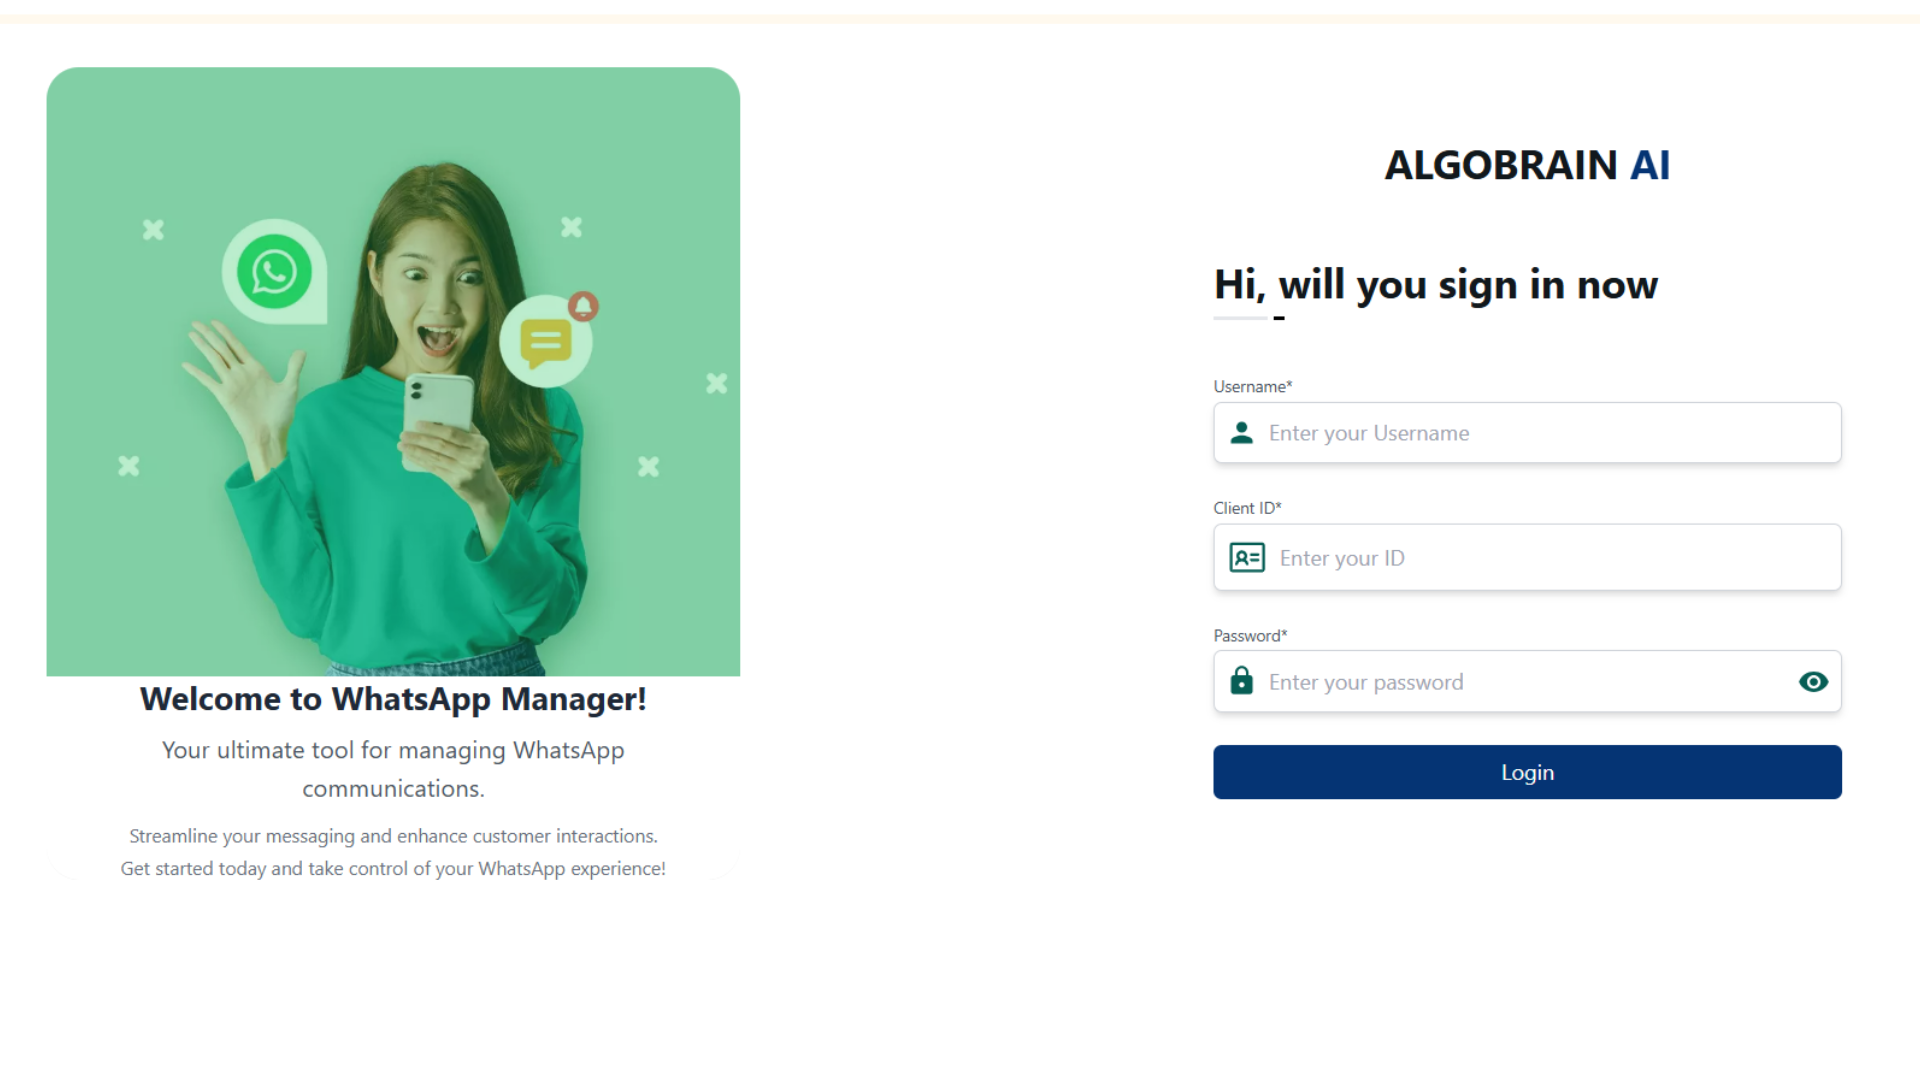 Welcome to WhatsApp Manager!
Your ultimate tool for managing WhatsApp
communications.
Streamline your messaging and enhance customer interactions.
Get started today and take control of your WhatsApp experience!
ALGOBRAIN AI
Hi, will you sign in now
Username*
Enter your Username
Client ID*
Enter your ID
Password*
Enter your password
Login